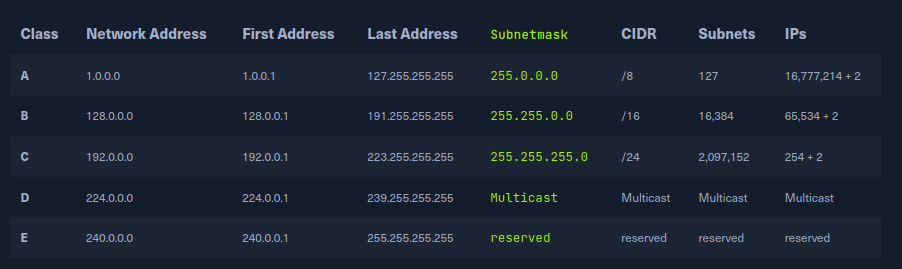 Class Network Address First Address Last Address Subnetmask CIDR Subnets IPs
A 1.0.0.0 1.0.0.1 127.255.255.255 255.0.0.0 /8 127 16,777,214 + 2
B 128.0.0.0 128.0.0.1 191.255.255.255 255.255.0.0 /16 16,384 65,534 + 2
C 192.0.0.0 192.0.0.1 223.255.255.255 255.255.255.0 /24 2,097,152 254 + 2
D 224.0.0.0 224.0.0.1 239.255.255.255 Multicast Multicast Multicast Multicast
E 240.0.0.0 240.0.0.1 255.255.255.255 reserved reserved reserved reserved